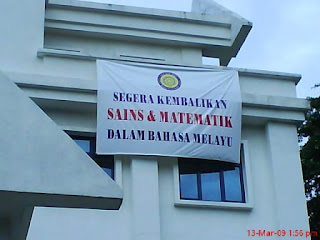 SEGERA KEMBALIKAN
SAINS & MATEMATIK
DALAM BAHASA MELAYU
13-Mar-09 1:56 pm